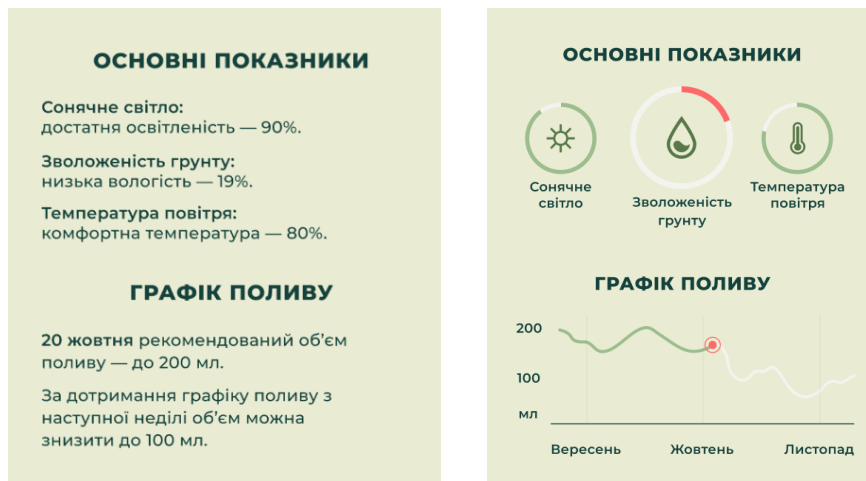 ОСНОВНІ ПОКАЗНИКИ
Сонячне світло:
достатня освітленість — 90%.
Зволоженість грунту:
низька вологість — 19%.
Температура повітря:
комфортна температура — 80%.
ГРАФІК ПОЛИВУ
20 жовтня рекомендований об’єм
поливу — до 200 мл.
За дотримання графіку поливу з
наступної неділі об’єм можна
знизити до 100 мл.
ОСНОВНІ ПОКАЗНИКИ
Сонячне
світло
Зволоженість
грунту
Температура
повітря
ГРАФІК ПОЛИВУ
200
100
мл
Вересень Жовтень Листопад